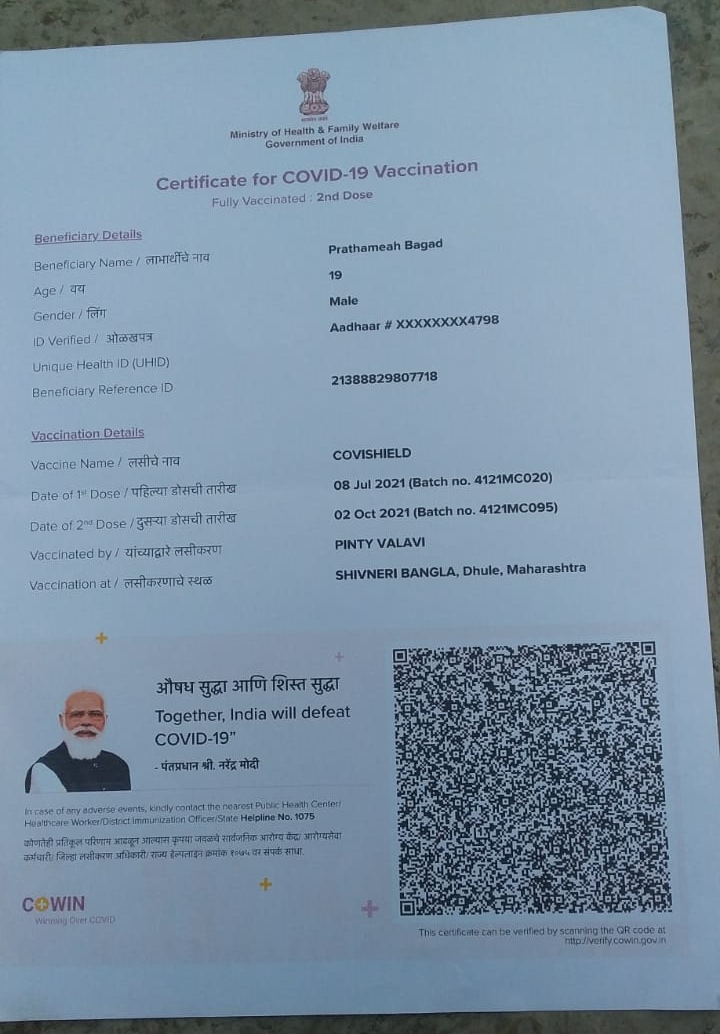 Ministry of Health & Family Welfare
Government of India
Certificate for COVID-19 Vaccination
Fully Vaccinated : 2nd Dose
Beneficiary Details
Beneficiary Name / लाभार्थीचे नाव Prathameah Bagad
Age / वय 19
Gender / लिंग Male
ID Verified / ओळखपत्र Aadhaar # XXXXXXXX4798
Unique Health ID (UHID)
Beneficiary Reference ID 21388829807718
Vaccination Details
Vaccine Name / लसीचे नाव COVISHIELD
Date of 1st Dose / पहिल्या डोसची तारीख 08 Jul 2021 (Batch no. 4121MC020)
Date of 2nd Dose / दुसऱ्या डोसची तारीख 02 Oct 2021 (Batch no. 4121MC095)
Vaccinated by / यांच्याद्वारे लसीकरण PINTY VALAVI
Vaccination at / लसीकरणाचे स्थळ SHIVNERI BANGLA, Dhule, Maharashtra
औषध सुद्धा आणि शिस्त सुद्धा
Together, India will defeat
COVID-19”
- पंतप्रधान श्री. नरेंद्र मोदी
In case of any adverse events, kindly contact the nearest Public Health Center/
Healthcare Worker/District Immunization Officer/State Helpline No. 1075
कोणतेही प्रतिकूल परिणाम आढळून आल्यास कृपया जवळचे सार्वजनिक आरोग्य केंद्र/ आरोग्यसेवा
कर्मचारी/ जिल्हा लसीकरण अधिकारी/ राज्य हेल्पलाइन क्रमांक १०७५ वर संपर्क साधा.
COWIN
Winning Over COVID
This certificate can be verified by scanning the QR code at
http://verify.cowin.gov.in